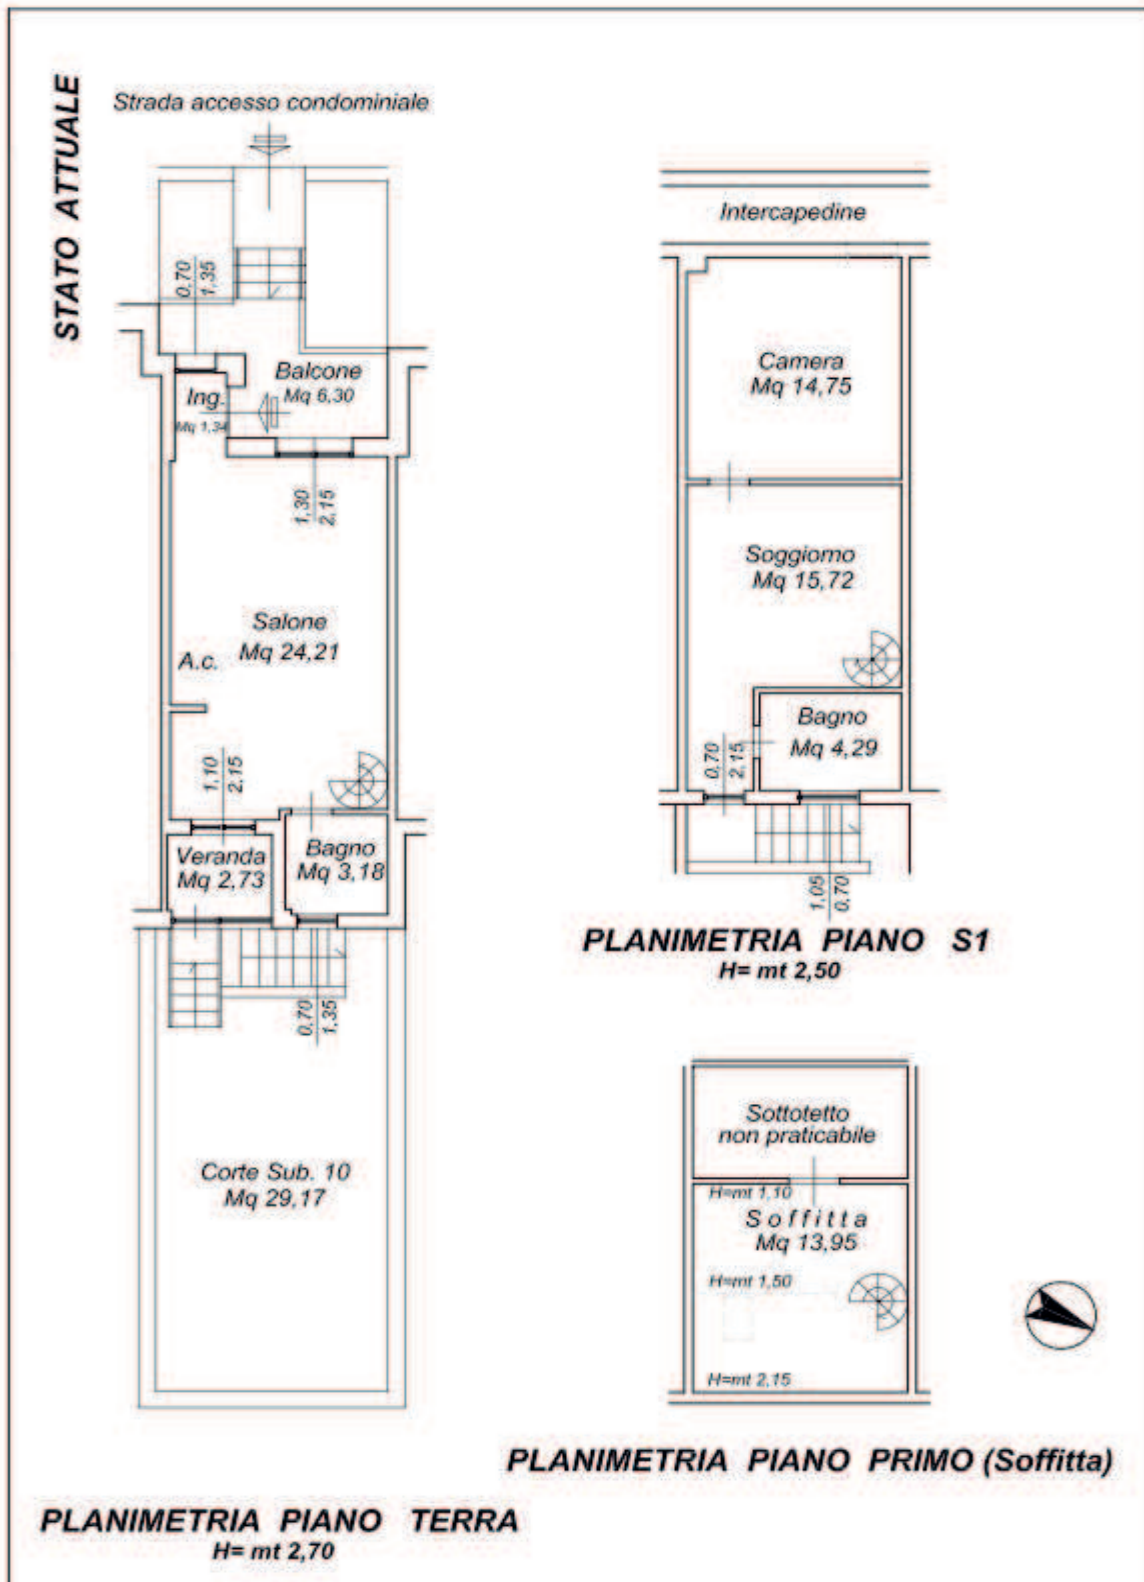 STATO ATTUALE
Strada accesso condominiale
0.70
1,35
Balcone
Mq 6,30
Ing.
Mq 1,34
1,30
2,15
Salone
Mq 24,21
A.c.
1,10
2,15
Veranda
Mq 2,73
Bagno
Mq 3,18
0.70
1,35
Corte Sub. 10
Mq 29,17
PLANIMETRIA PIANO TERRA
H= mt 2,70
Intercapedine
Camera
Mq 14,75
Soggiorno
Mq 15,72
Bagno
Mq 4,29
0.70
2,15
1,05
0.70
PLANIMETRIA PIANO S1
H= mt 2,50
Sottotetto
non praticabile
H=mt 1,10
Soffitta
Mq 13,95
H=mt 1,50
H=mt 2,15
PLANIMETRIA PIANO PRIMO (Soffitta)